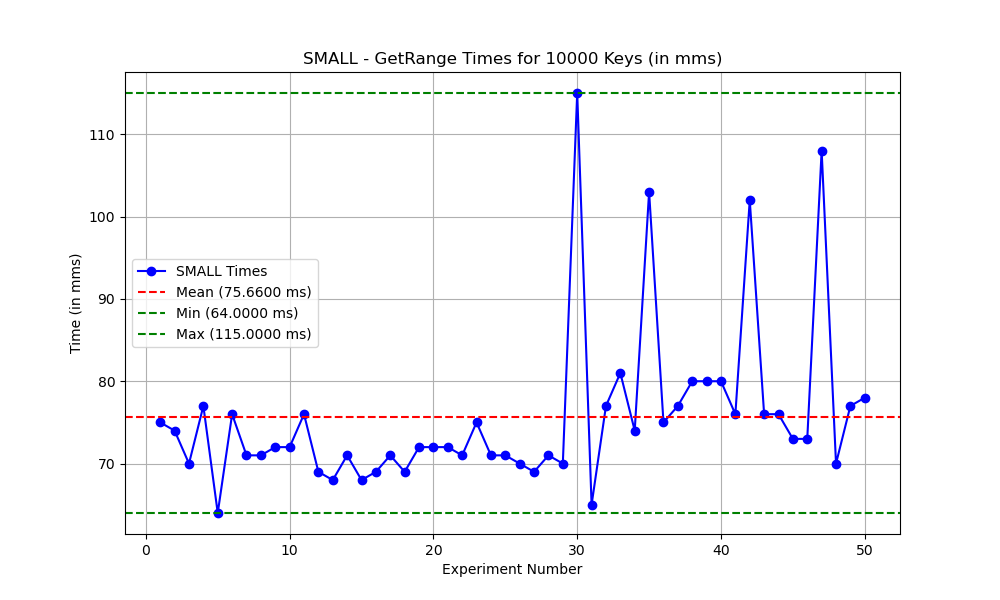 SMALL - GetRange Times for 10000 Keys (in mms)
Time (in mms)
110
100
90
80
70
SMALL Times
Mean (75.6600 ms)
Min (64.0000 ms)
Max (115.0000 ms)
0 10 20 30 40 50
Experiment Number